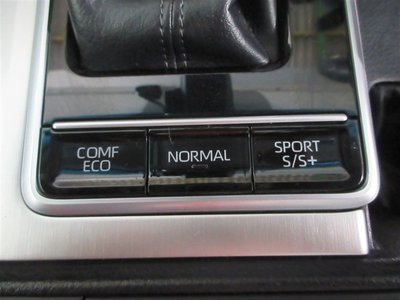 COMF
ECO
NORMAL
SPORT
S/S+